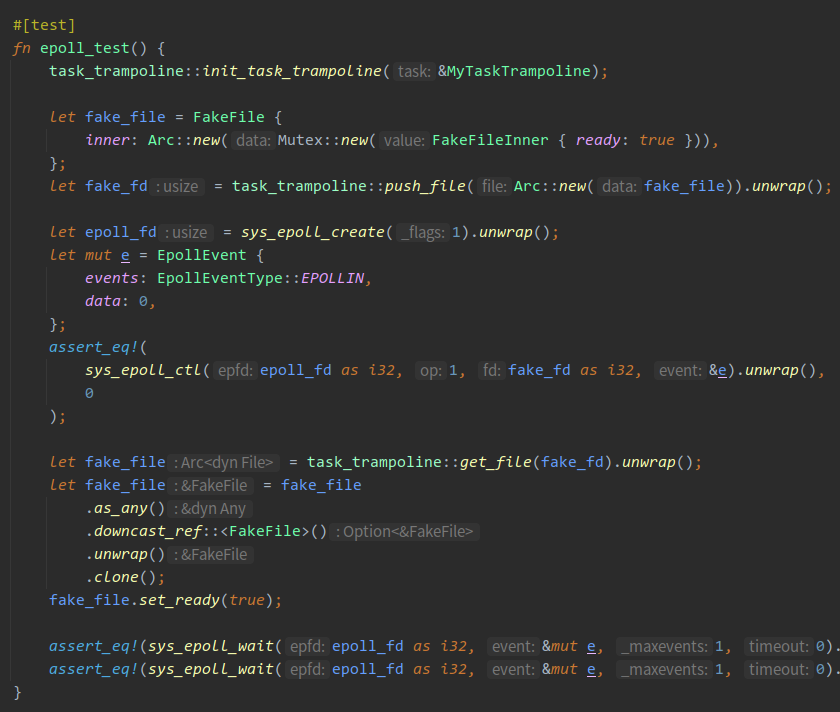 #[test]
fn epoll_test() {
    task_trampoline::init_task_trampoline( task: &MyTaskTrampoline);

    let fake_file = FakeFile {
        inner: Arc::new( data: Mutex::new( value: FakeFileInner { ready: true })),
    };
    let fake_fd : usize = task_trampoline::push_file( file: Arc::new( data: fake_file)).unwrap();

    let epoll_fd : usize = sys_epoll_create( _flags: 1).unwrap();
    let mut e = EpollEvent {
        events: EpollEventType::EPOLLIN,
        data: 0,
    };
    assert_eq!(
        sys_epoll_ctl( epfd: epoll_fd as i32, op: 1, fd: fake_fd as i32, event: &e).unwrap(),
        0
    );

    let fake_file : Arc<dyn File> = task_trampoline::get_file(fake_fd).unwrap();
    let fake_file : &FakeFile = fake_file
        .as_any() : &dyn Any
        .downcast_ref::<FakeFile>() : Option<&FakeFile>
        .unwrap() : &FakeFile
        .clone();
    fake_file.set_ready(true);

    assert_eq!(sys_epoll_wait( epfd: epoll_fd as i32, event: &mut e, _maxevents: 1, timeout: 0).
    assert_eq!(sys_epoll_wait( epfd: epoll_fd as i32, event: &mut e, _maxevents: 1, timeout: 0).
}